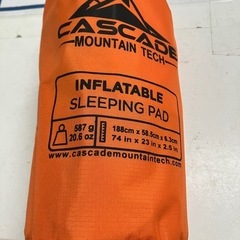 CASCADE
MOUNTAIN TECH
INFLATABLE
SLEEPING PAD
587 g
20.6 oz
188cm x 58.5cm x 6.3cm
74 in x 23 in x 2.5 in
www.cascademountaintech.com